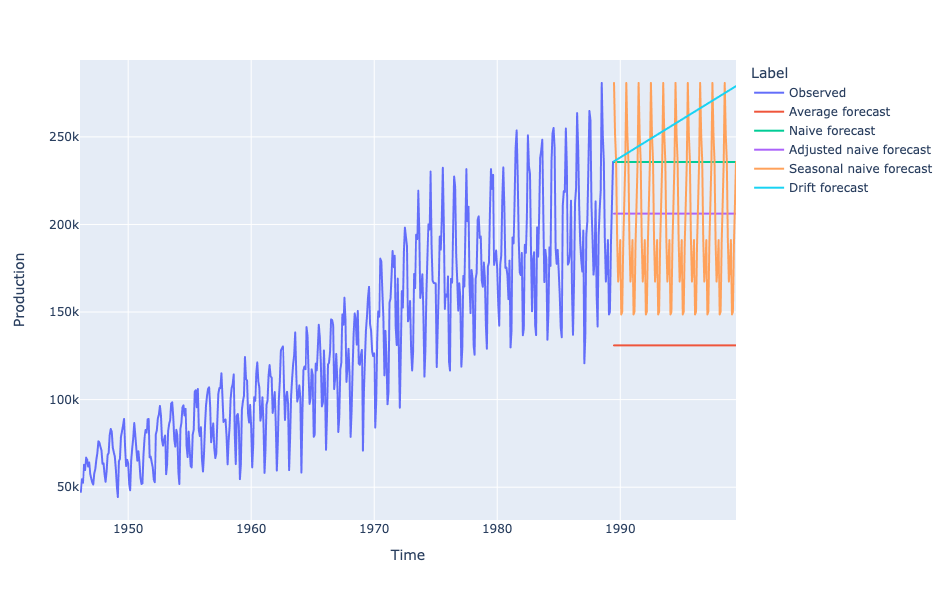 Label
Observed
Average forecast
Naive forecast
Adjusted naive forecast
Seasonal naive forecast
Drift forecast
250k
200k
150k
100k
50k
Production
1950
1960
1970
1980
1990
Time